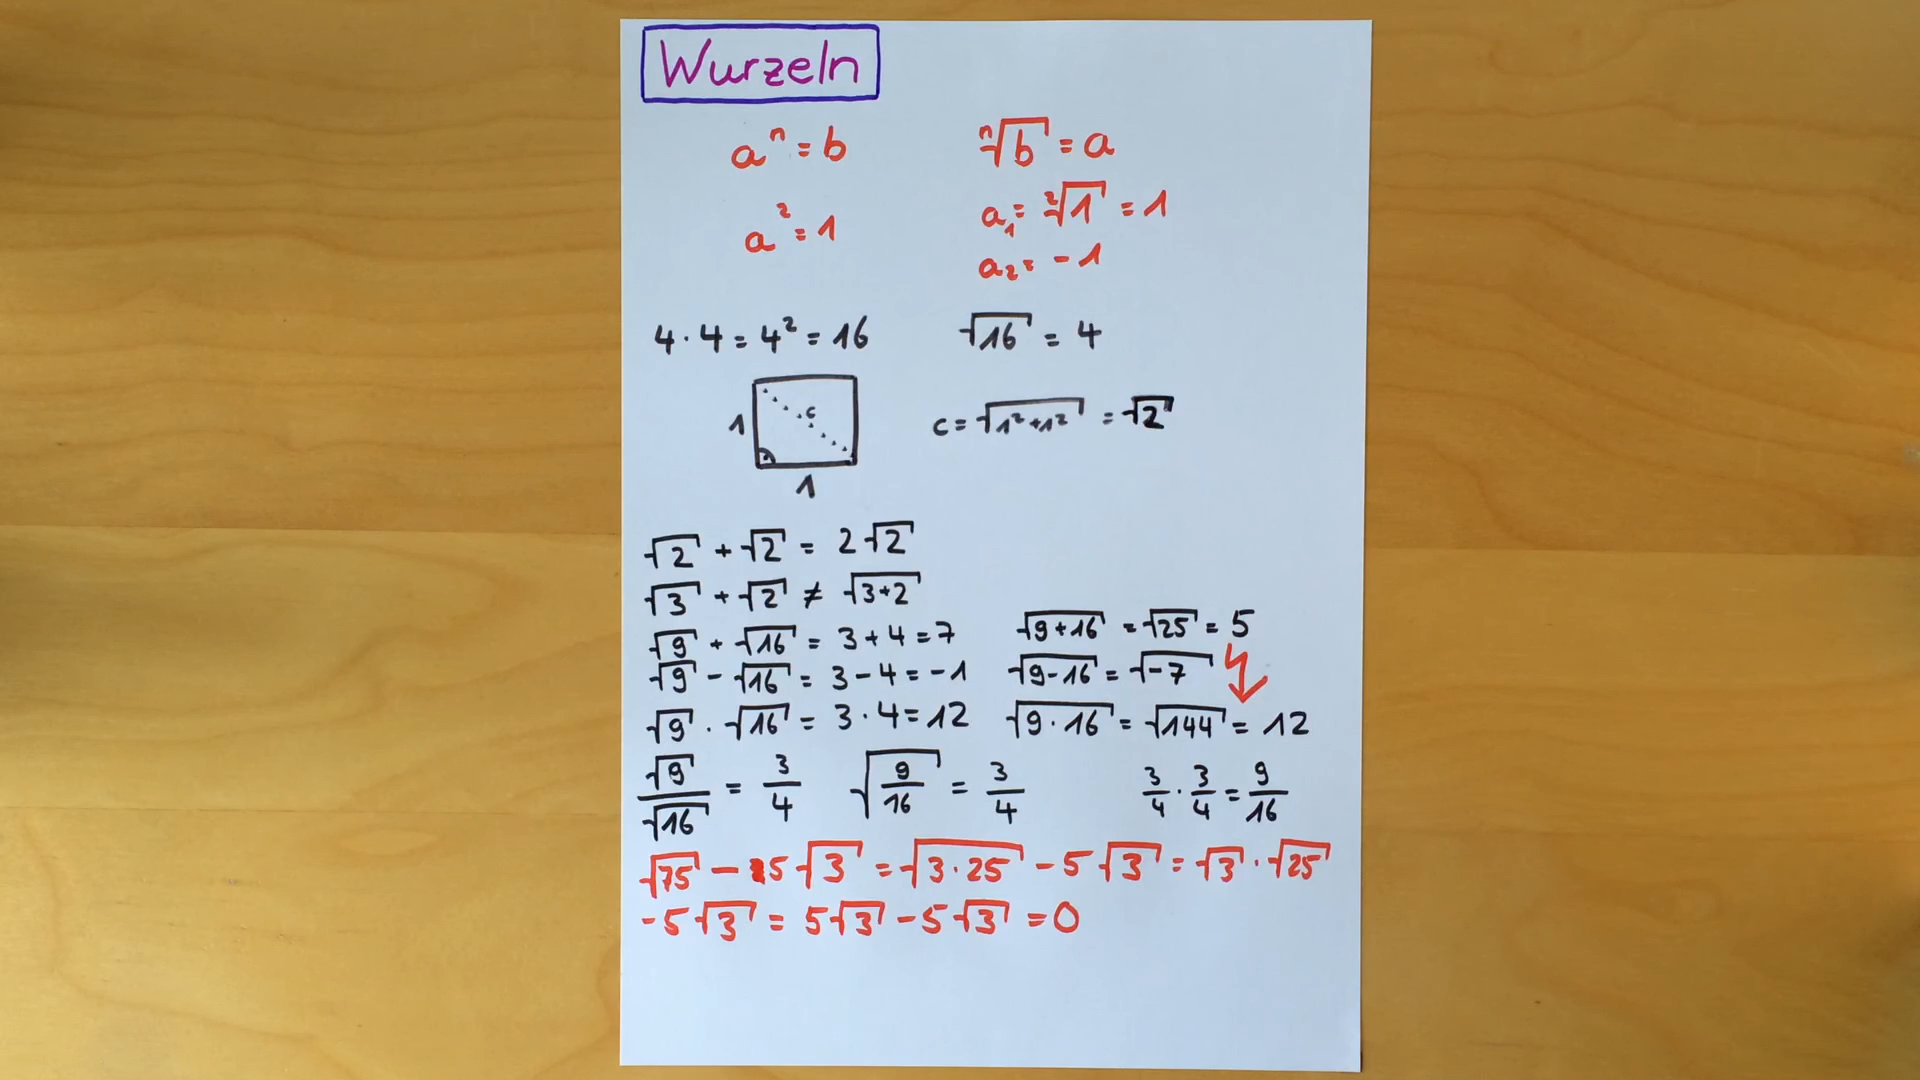 Wurzeln
aⁿ = b    ⁿ√b = a
a² = 1    a₁ = ²√1 = 1
a₂ = -1
4 · 4 = 4² = 16    √16 = 4
1    c    c = √(1²+1²) = √2
1
√2 + √2 = 2√2
√3 + √2 ≠ √(3+2)
√9 + √16 = 3 + 4 = 7    √(9+16) = √25 = 5
√9 - √16 = 3 - 4 = -1    √(9-16) = √(-7)
√9 · √16 = 3 · 4 = 12    √(9·16) = √144 = 12
√9/√16 = 3/4    √(9/16) = 3/4    3/4 · 3/4 = 9/16
√75 - 5√3 = √(3·25) - 5√3 = √3 · √25
-5√3 = 5√3 - 5√3 = 0